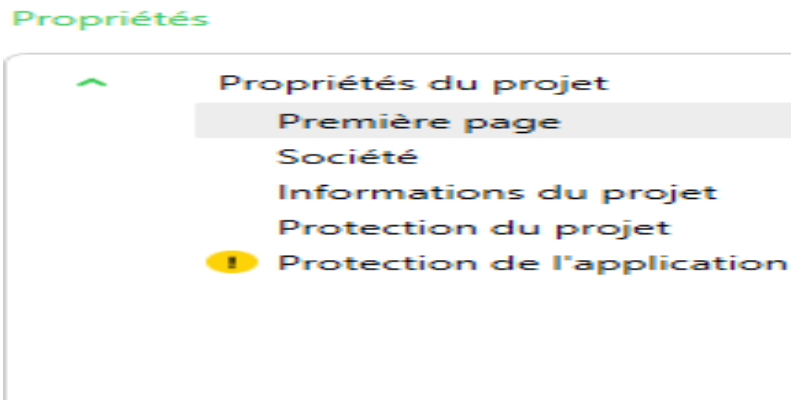 Propriétés
Propriétés du projet
Première page
Société
Informations du projet
Protection du projet
! Protection de l'application